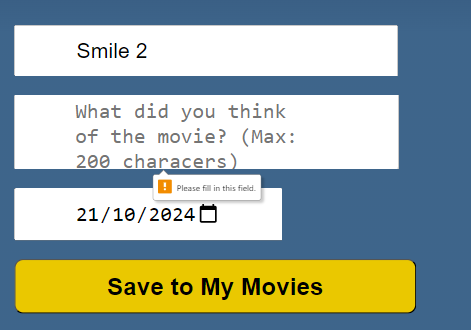 Smile 2
What did you think
of the movie? (Max:
200 characers)
Please fill in this field.
21/10/2024
Save to My Movies